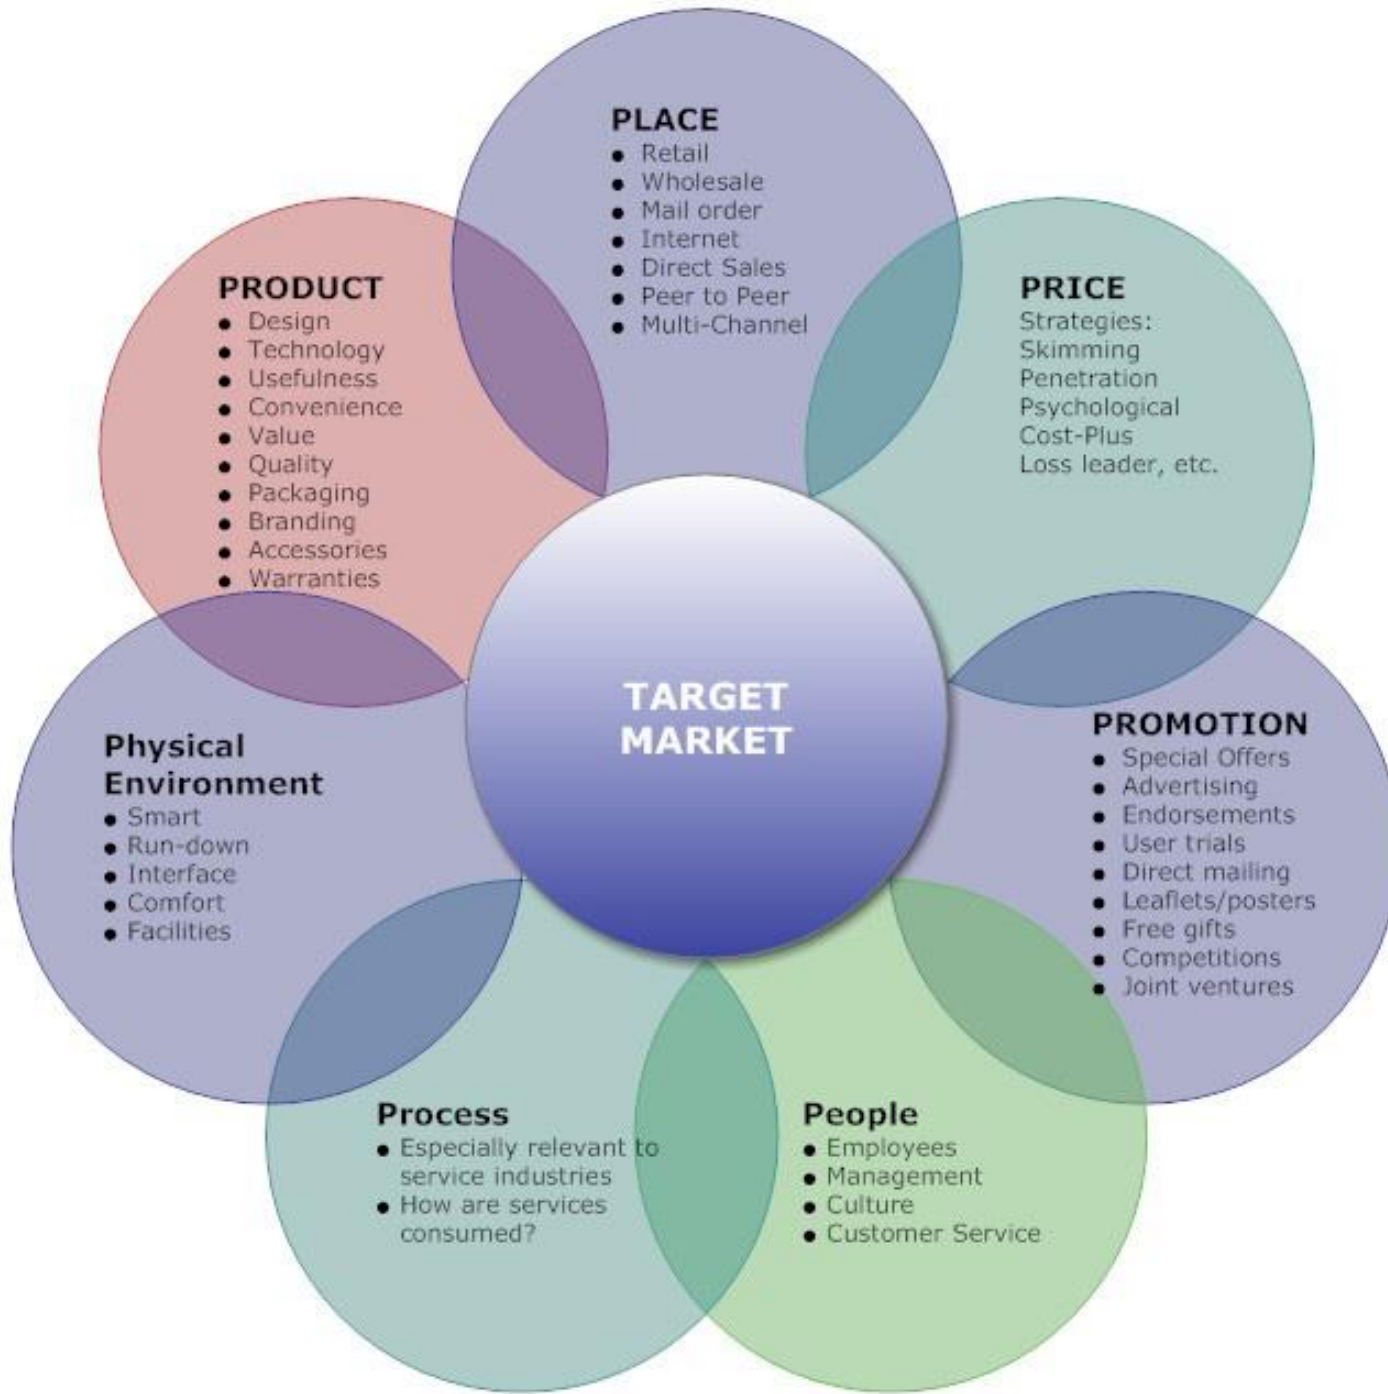 PLACE
● Retail
● Wholesale
● Mail order
● Internet
● Direct Sales
● Peer to Peer
● Multi-Channel
PRODUCT
● Design
● Technology
● Usefulness
● Convenience
● Value
● Quality
● Packaging
● Branding
● Accessories
● Warranties
PRICE
Strategies:
Skimming
Penetration
Psychological
Cost-Plus
Loss leader, etc.
TARGET
MARKET
Physical
Environment
● Smart
● Run-down
● Interface
● Comfort
● Facilities
PROMOTION
● Special Offers
● Advertising
● Endorsements
● User trials
● Direct mailing
● Leaflets/posters
● Free gifts
● Competitions
● Joint ventures
Process
● Especially relevant to
service industries
● How are services
consumed?
People
● Employees
● Management
● Culture
● Customer Service